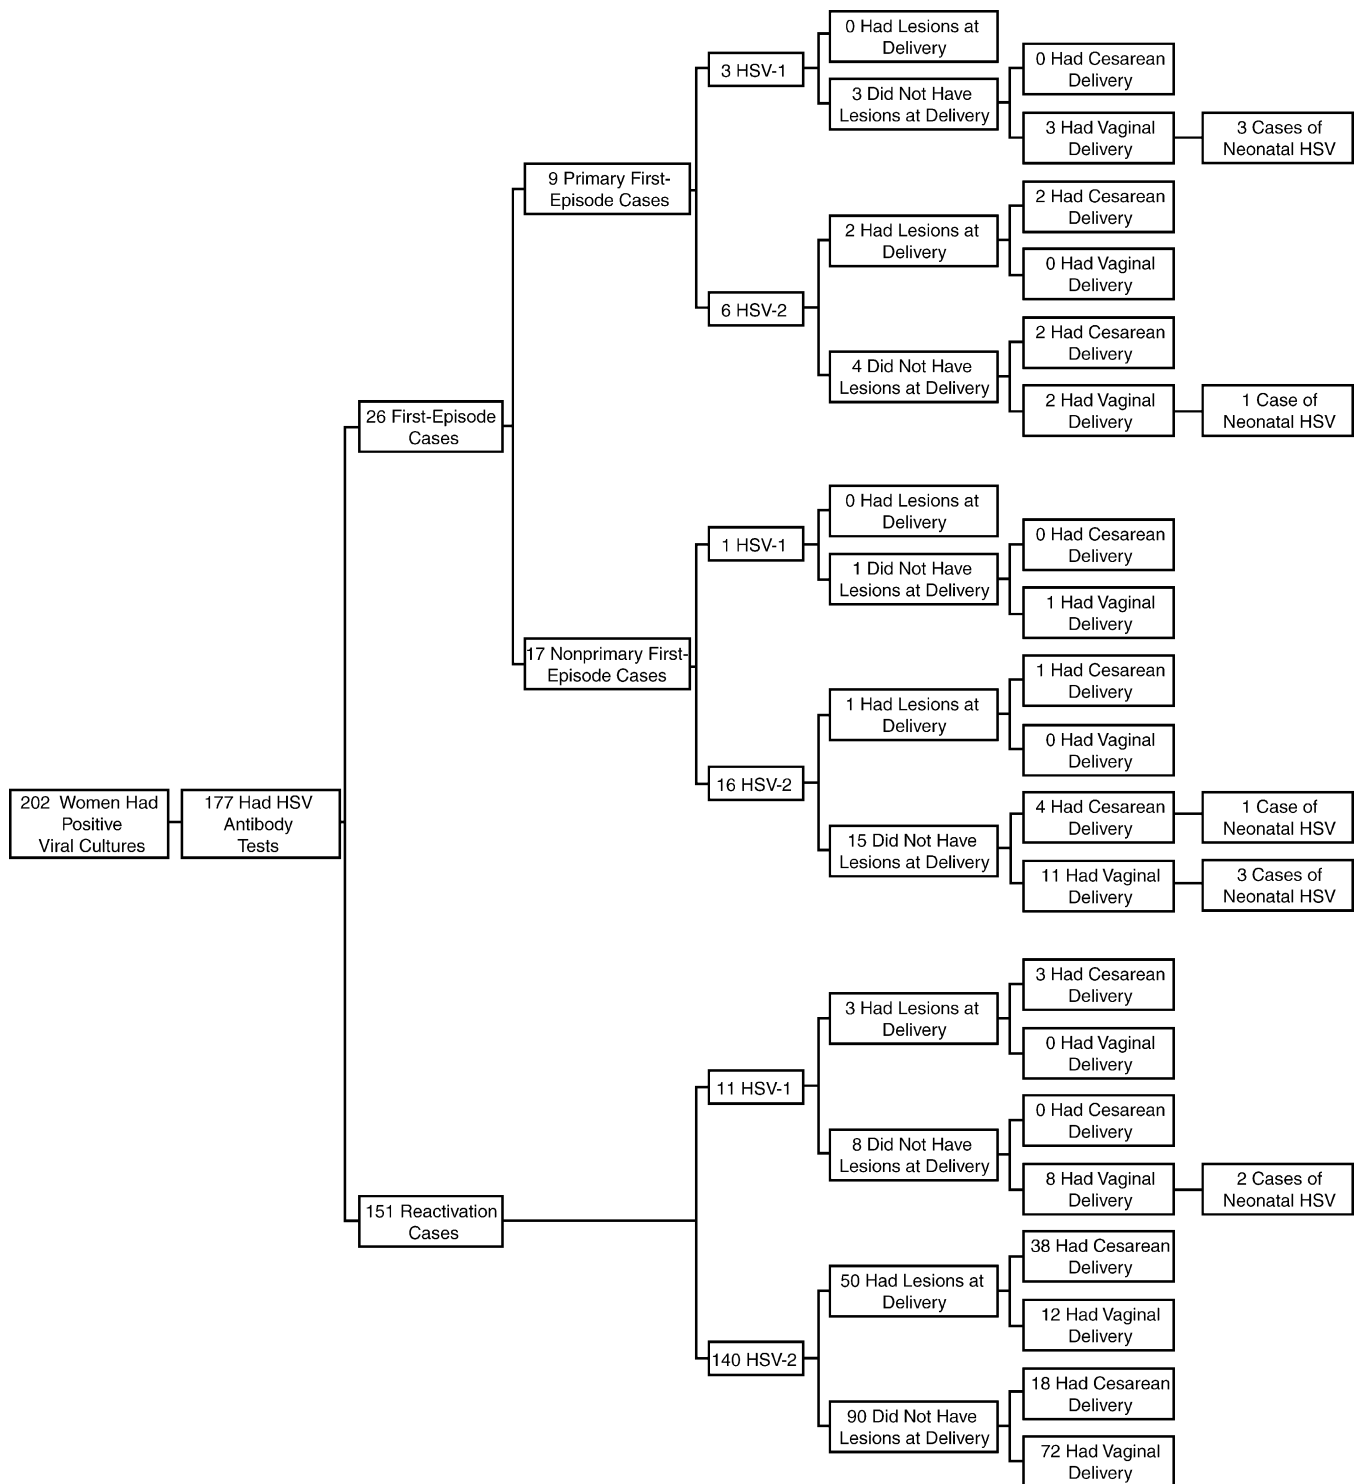 202 Women Had
Positive
Viral Cultures
177 Had HSV
Antibody
Tests
26 First-Episode
Cases
9 Primary First-
Episode Cases
3 HSV-1
0 Had Lesions at
Delivery
3 Did Not Have
Lesions at Delivery
0 Had Cesarean
Delivery
3 Had Vaginal
Delivery
3 Cases of
Neonatal HSV
6 HSV-2
2 Had Lesions at
Delivery
2 Had Cesarean
Delivery
0 Had Vaginal
Delivery
4 Did Not Have
Lesions at Delivery
2 Had Cesarean
Delivery
2 Had Vaginal
Delivery
1 Case of
Neonatal HSV
17 Nonprimary First-
Episode Cases
1 HSV-1
0 Had Lesions at
Delivery
1 Did Not Have
Lesions at Delivery
0 Had Cesarean
Delivery
1 Had Vaginal
Delivery
16 HSV-2
1 Had Lesions at
Delivery
1 Had Cesarean
Delivery
0 Had Vaginal
Delivery
15 Did Not Have
Lesions at Delivery
4 Had Cesarean
Delivery
1 Case of
Neonatal HSV
11 Had Vaginal
Delivery
3 Cases of
Neonatal HSV
151 Reactivation
Cases
11 HSV-1
3 Had Lesions at
Delivery
3 Had Cesarean
Delivery
0 Had Vaginal
Delivery
8 Did Not Have
Lesions at Delivery
0 Had Cesarean
Delivery
8 Had Vaginal
Delivery
2 Cases of
Neonatal HSV
140 HSV-2
50 Had Lesions at
Delivery
38 Had Cesarean
Delivery
12 Had Vaginal
Delivery
90 Did Not Have
Lesions at Delivery
18 Had Cesarean
Delivery
72 Had Vaginal
Delivery